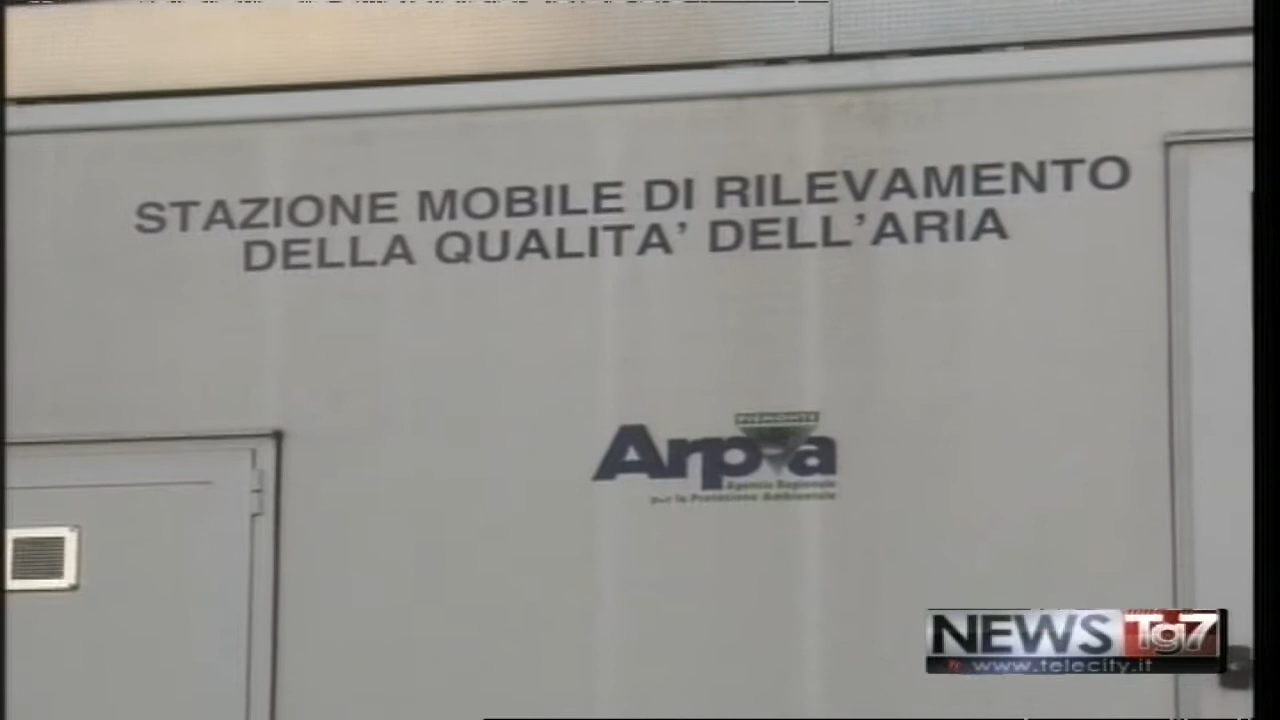 STAZIONE MOBILE DI RILEVAMENTO
DELLA QUALITA' DELL'ARIA
PIEMONTE
Arpa
Agenzia Regionale
per la Protezione Ambientale
NEWS Tg7
www.telecity.it